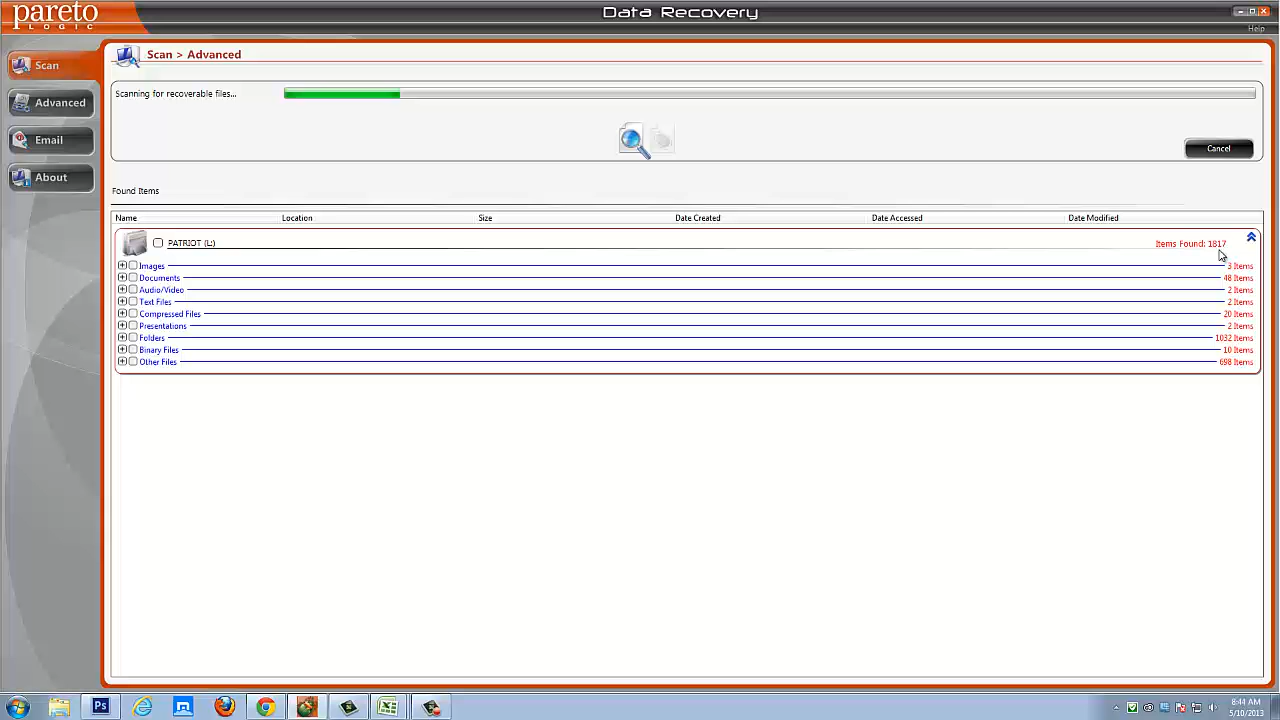 pareto
LOGIC
Data Recovery
Help
Scan
Advanced
Email
About
Scan > Advanced
Scanning for recoverable files...
Cancel
Found Items
Name Location Size Date Created Date Accessed Date Modified
PATRIOT (L:) Items Found: 1817
Images 3 Items
Documents 48 Items
Audio/Video 2 Items
Text Files 2 Items
Compressed Files 20 Items
Presentations 2 Items
Folders 1032 Items
Binary Files 10 Items
Other Files 698 Items
Ps
8:44 AM
5/10/2013